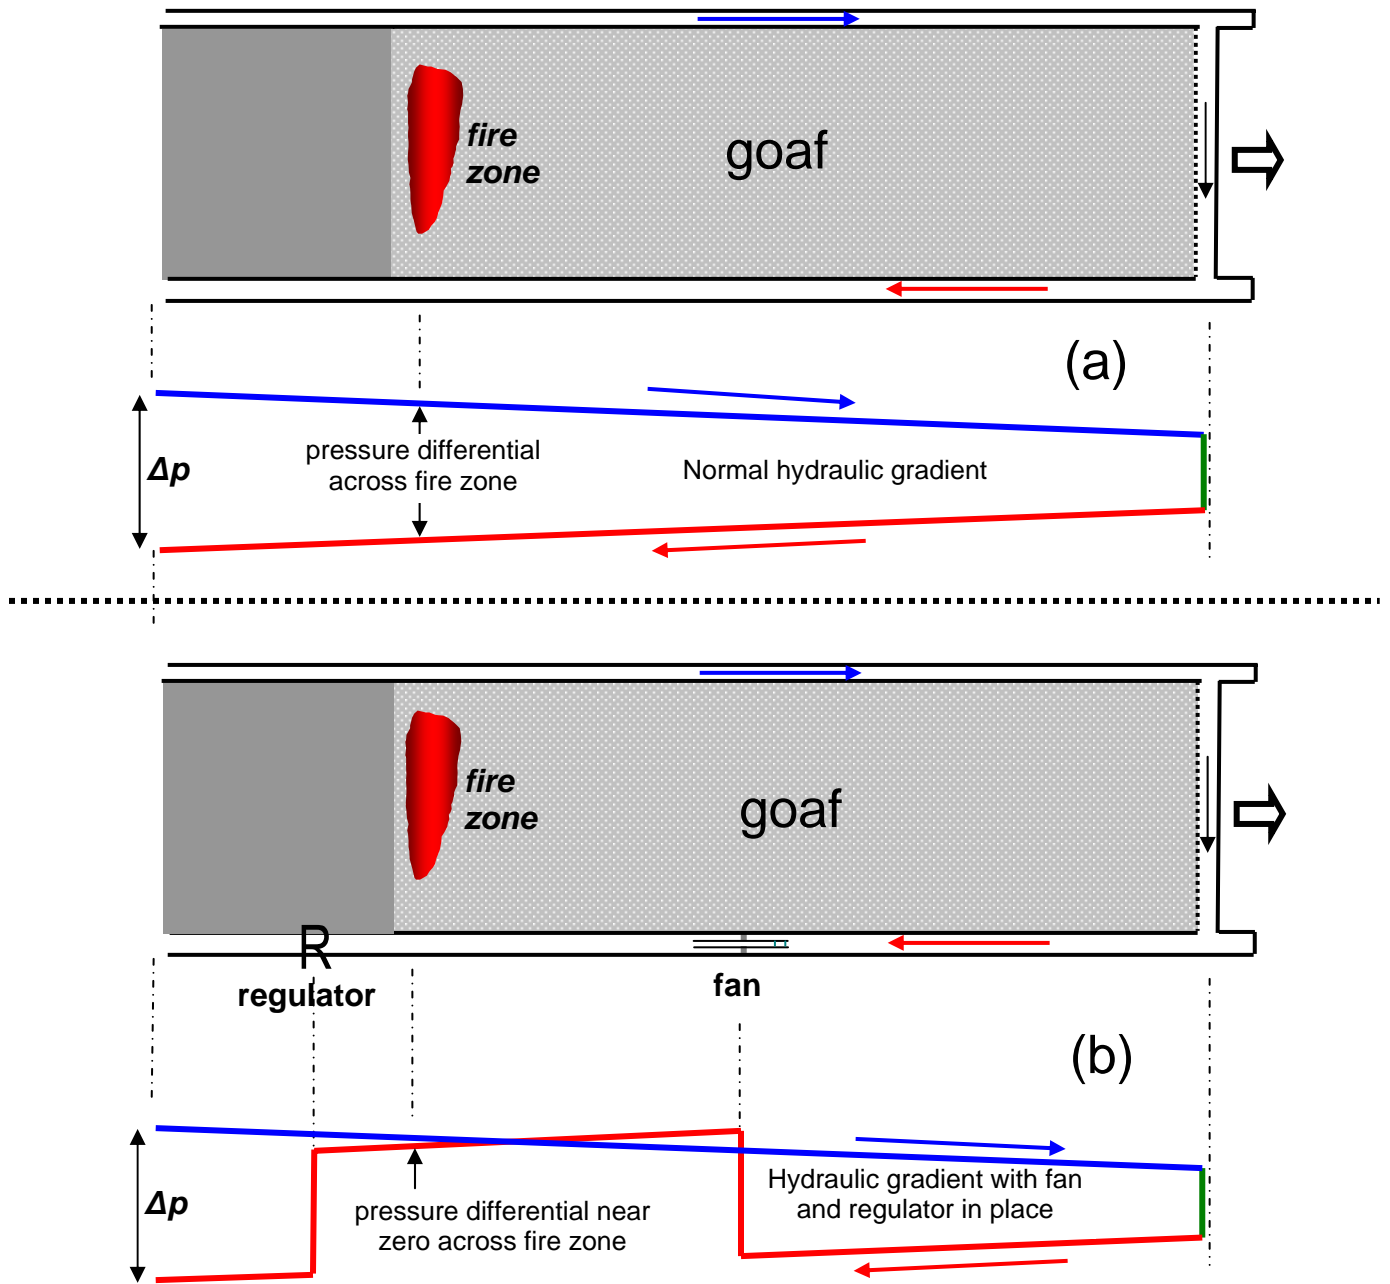 fire
zone
goaf
(a)
Δp
pressure differential
across fire zone
Normal hydraulic gradient
fire
zone
goaf
R
regulator
fan
(b)
Δp
pressure differential near
zero across fire zone
Hydraulic gradient with fan
and regulator in place